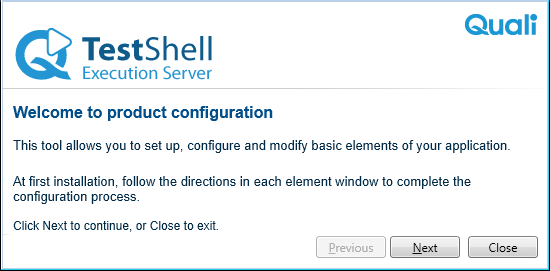 Quali
TestShell
Execution Server
Welcome to product configuration
This tool allows you to set up, configure and modify basic elements of your application.
At first installation, follow the directions in each element window to complete the
configuration process.
Click Next to continue, or Close to exit.
Previous Next Close